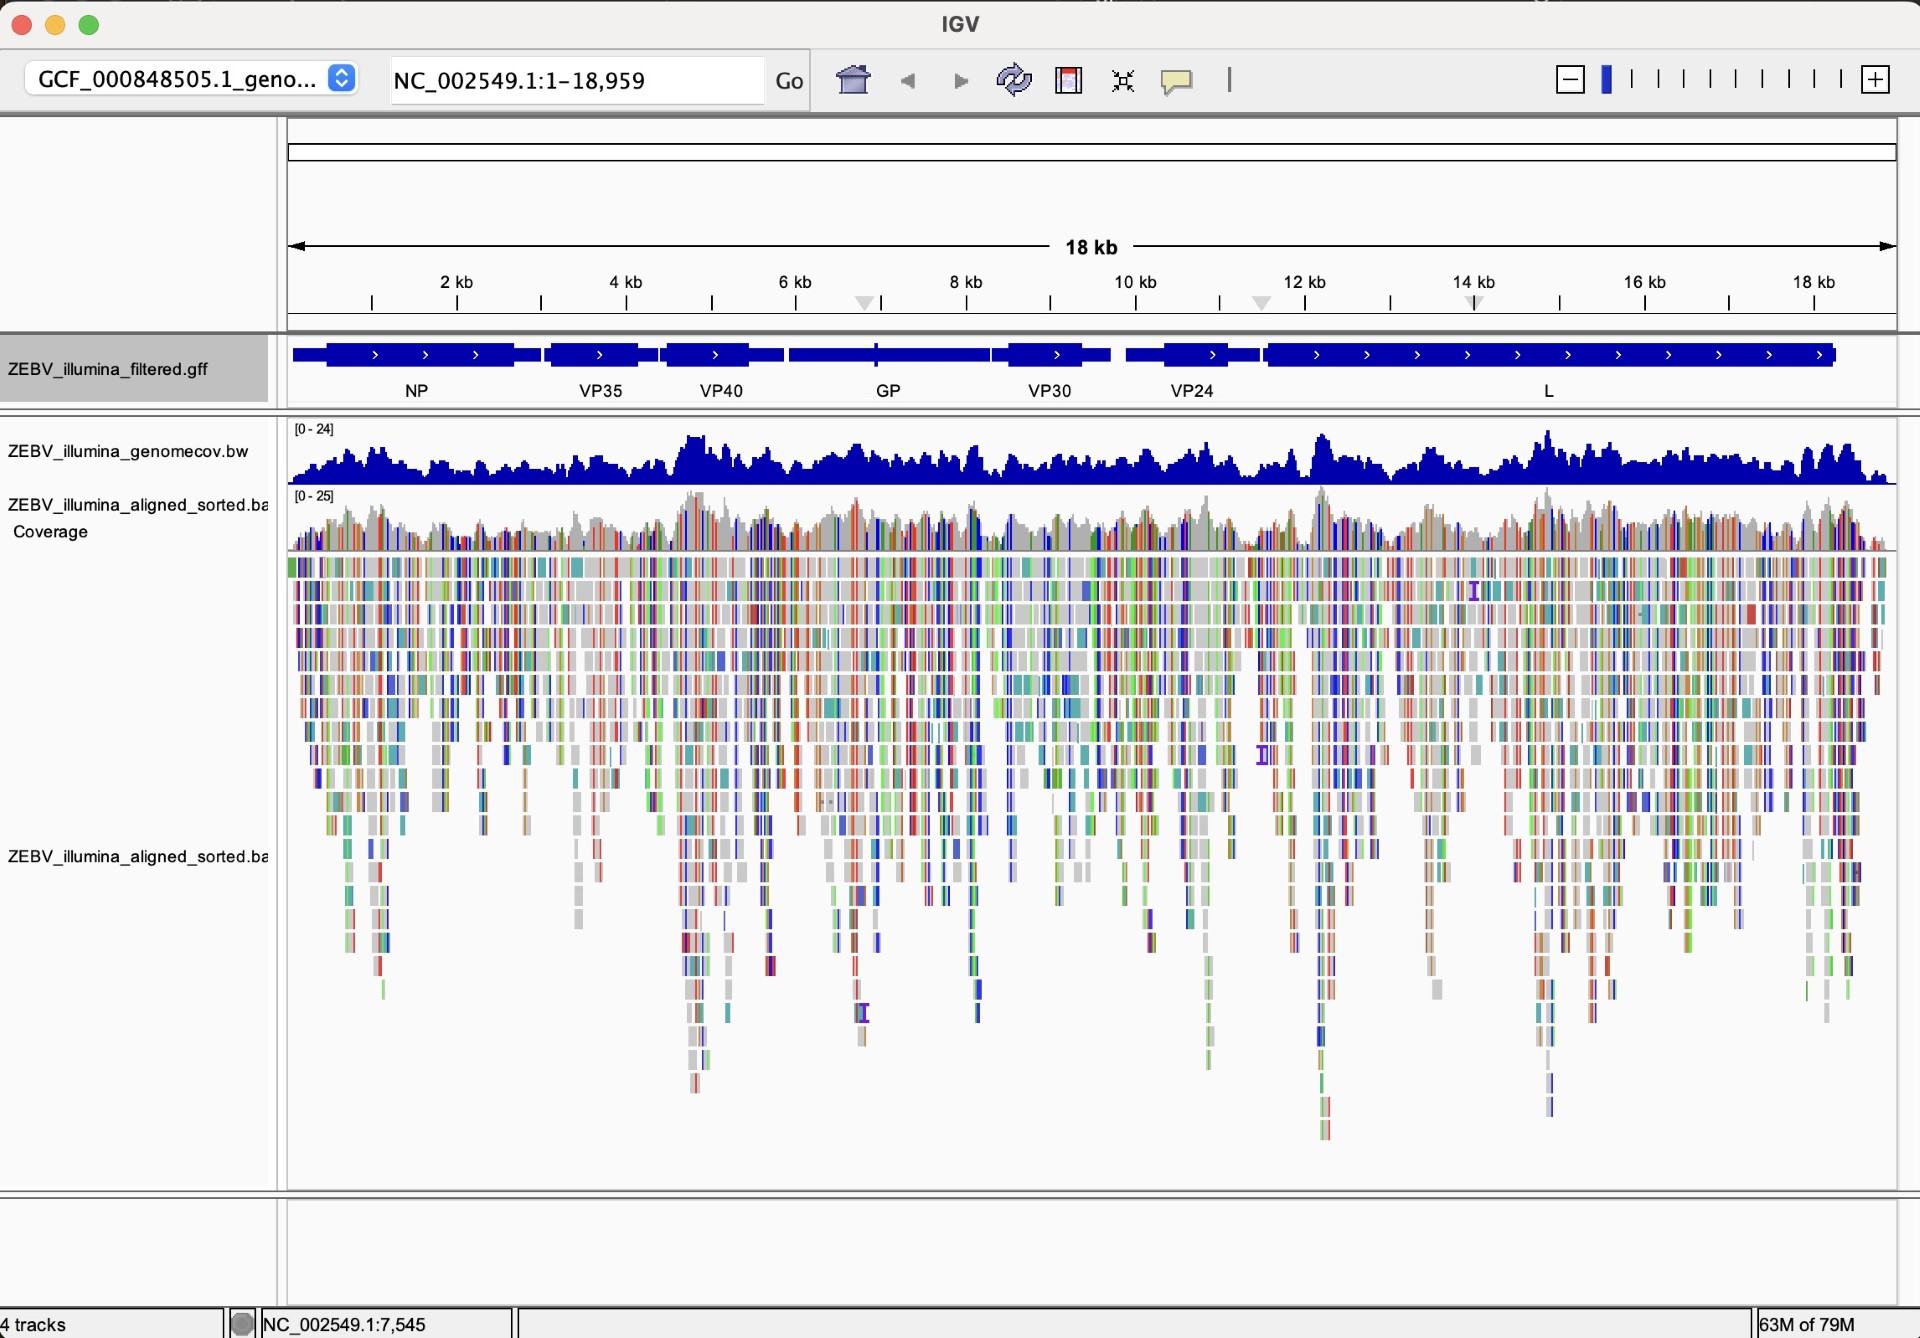 IGV
GCF_000848505.1_geno...
NC_002549.1:1-18,959
Go
18 kb
2 kb
4 kb
6 kb
8 kb
10 kb
12 kb
14 kb
16 kb
18 kb
ZEBV_illumina_filtered.gff
NP
VP35
VP40
GP
VP30
VP24
L
[0 - 24]
ZEBV_illumina_genomecov.bw
[0 - 25]
ZEBV_illumina_aligned_sorted.ba
Coverage
ZEBV_illumina_aligned_sorted.ba
4 tracks
NC_002549.1:7,545
63M of 79M